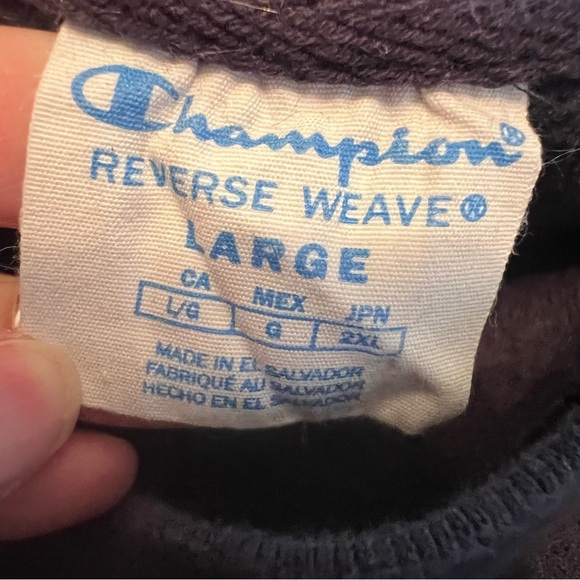 Champion®
REVERSE WEAVE®
LARGE
CA MEX JPN
L/G G 2XL
MADE IN EL SALVADOR
FABRIQUÉ AU SALVADOR
HECHO EN EL SALVADOR